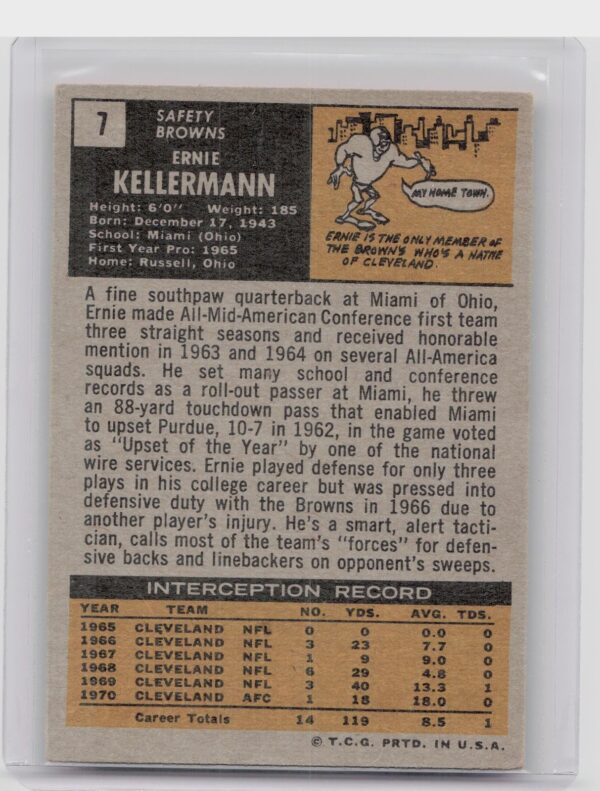 7
SAFETY
BROWNS
ERNIE
KELLERMANN
Height: 6'0" Weight: 185
Born: December 17, 1943
School: Miami (Ohio)
First Year Pro: 1965
Home: Russell, Ohio
MY HOME TOWN.
ERNIE IS THE ONLY MEMBER OF
THE BROWNS WHO'S A NATIVE
OF CLEVELAND.
A fine southpaw quarterback at Miami of Ohio,
Ernie made All-Mid-American Conference first team
three straight seasons and received honorable
mention in 1963 and 1964 on several All-America
squads. He set many school and conference
records as a roll-out passer at Miami, he threw
an 88-yard touchdown pass that enabled Miami
to upset Purdue, 10-7 in 1962, in the game voted
as "Upset of the Year" by one of the national
wire services. Ernie played defense for only three
plays in his college career but was pressed into
defensive duty with the Browns in 1966 due to
another player's injury. He's a smart, alert tacti-
cian, calls most of the team's "forces" for defen-
sive backs and linebackers on opponent's sweeps.
INTERCEPTION RECORD
YEAR TEAM NO. YDS. AVG. TDS.
1965 CLEVELAND NFL 0 0 0.0 0
1966 CLEVELAND NFL 3 23 7.7 0
1967 CLEVELAND NFL 1 9 9.0 0
1968 CLEVELAND NFL 6 29 4.8 0
1969 CLEVELAND NFL 3 40 13.3 1
1970 CLEVELAND AFC 1 18 18.0 0
Career Totals 14 119 8.5 1
© T.C.G. PRTD. IN U.S.A.